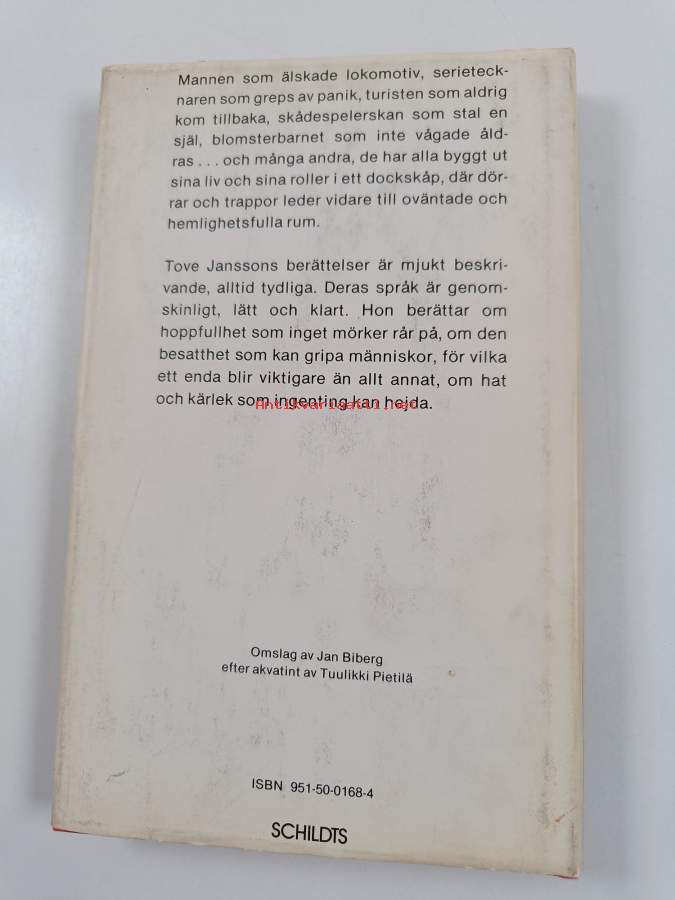 Mannen som älskade lokomotiv, serieteck-
naren som greps av panik, turisten som aldrig
kom tillbaka, skådespelerskan som stal en
själ, blomsterbarnet som inte vågade åld-
ras . . . och många andra, de har alla byggt ut
sina liv och sina roller i ett dockskåp, där dör-
rar och trappor leder vidare till oväntade och
hemlighetsfulla rum.
Tove Janssons berättelser är mjukt beskri-
vande, alltid tydliga. Deras språk är genom-
skinligt, lätt och klart. Hon berättar om
hoppfullhet som inget mörker rår på, om den
besatthet som kan gripa människor, för vilka
ett enda blir viktigare än allt annat, om hat
och kärlek som ingenting kan hejda.
Antikvariaatti.net
Omslag av Jan Biberg
efter akvatint av Tuulikki Pietilä
ISBN 951-50-0168-4
SCHILDTS